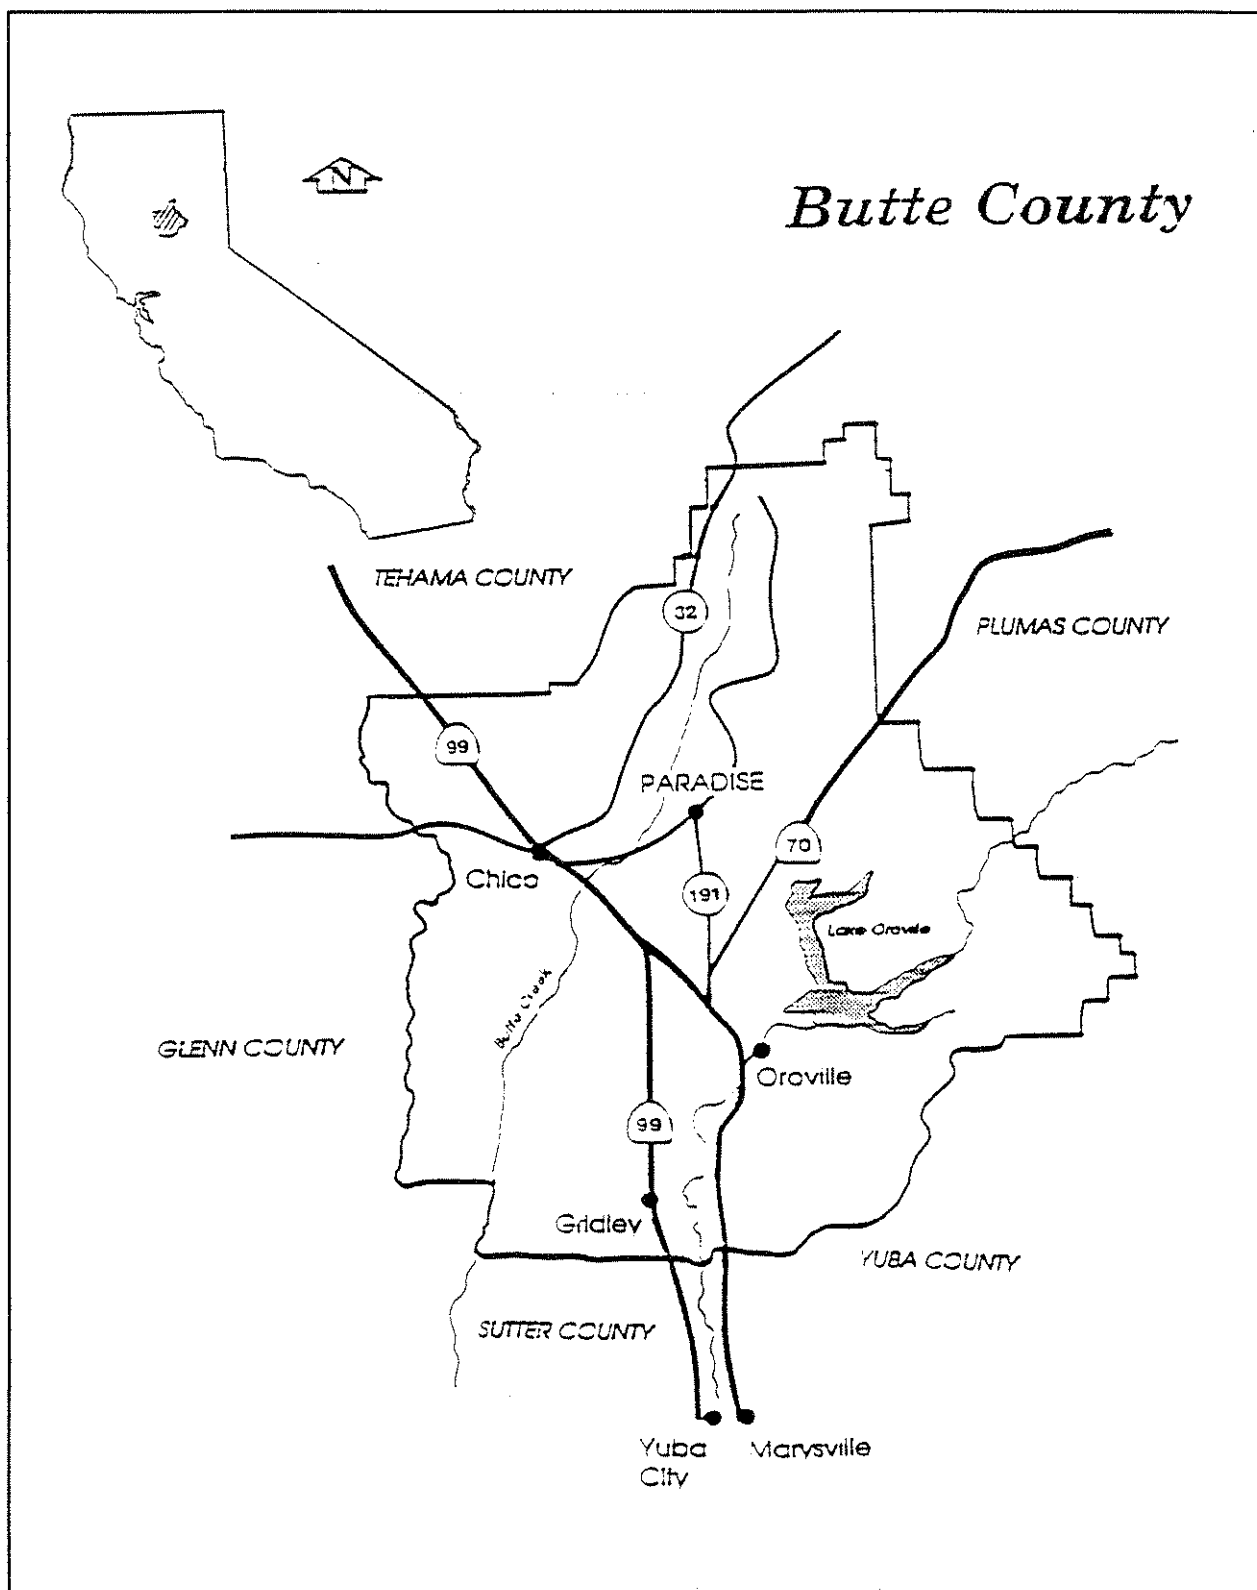 N
Butte County
TEHAMA COUNTY
32
PLUMAS COUNTY
99
PARADISE
70
Chico
191
Lake Oroville
Butte Creek
GLENN COUNTY
Oroville
99
Gridley
YUBA COUNTY
SUTTER COUNTY
Yuba
City
Marysville